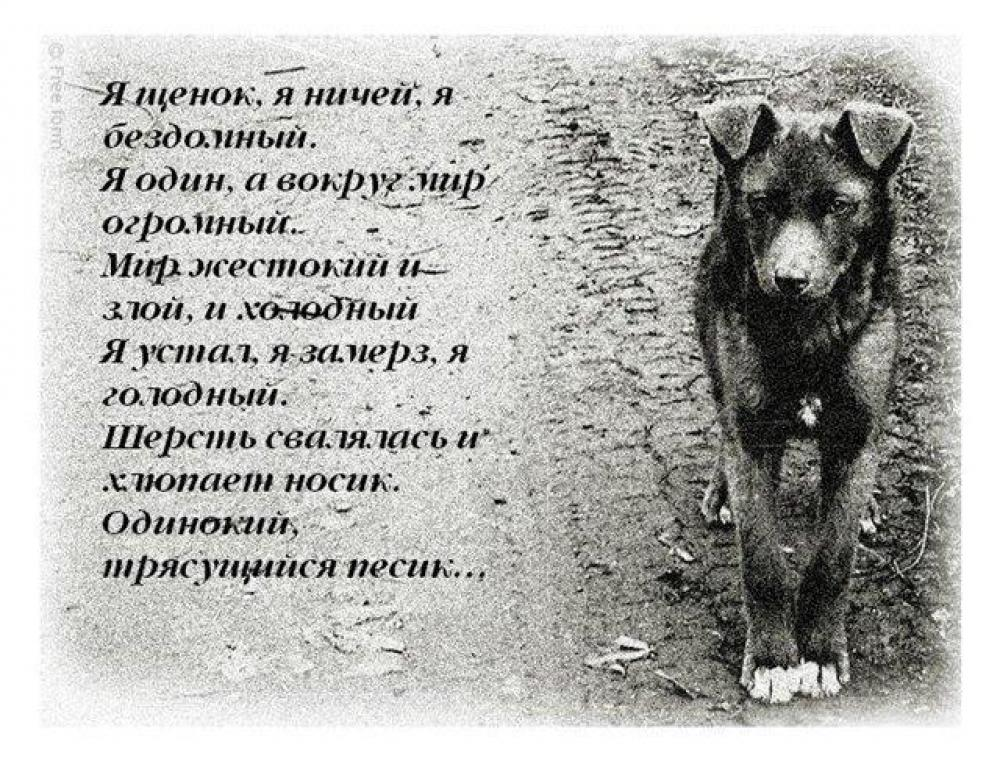 Я щенок, я ничей, я
бездомный.
Я один, а вокруг мир
огромный.
Мир жестокий и
злой, и холодный
Я устал, я замерз, я
голодный.
Шерсть свалялась и
хлюпает носик.
Одинокий,
трясущийся песик...